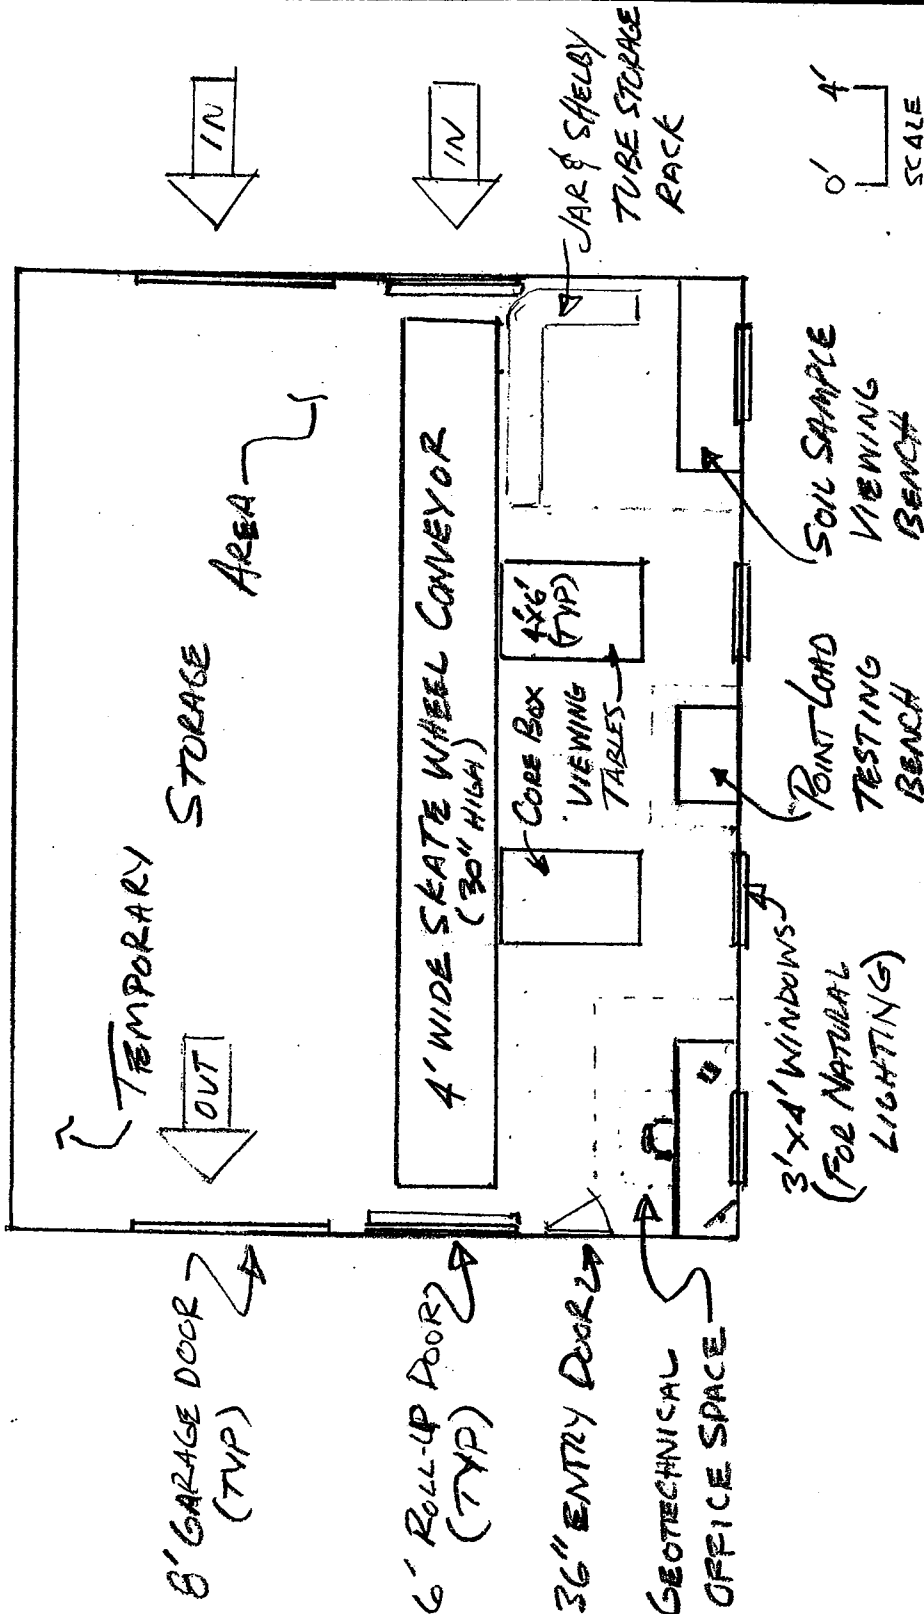 8' GARAGE DOOR
(TYP)
6' ROLL-UP DOOR
(TYP)
36" ENTRY DOOR
GEOTECHNICAL
OFFICE SPACE
TEMPORARY
STORAGE
AREA
OUT
IN
IN
4' WIDE SKATE WHEEL CONVEYOR
(30" HIGH)
CORE BOX
VIEWING
TABLES
4'X6'
(TYP)
JAR & SHELBY
TUBE STORAGE
RACK
3'X4' WINDOWS
(FOR NATURAL
LIGHTING)
POINT LOAD
TESTING
BENCH
SOIL SAMPLE
VIEWING
BENCH
0' 4'
SCALE